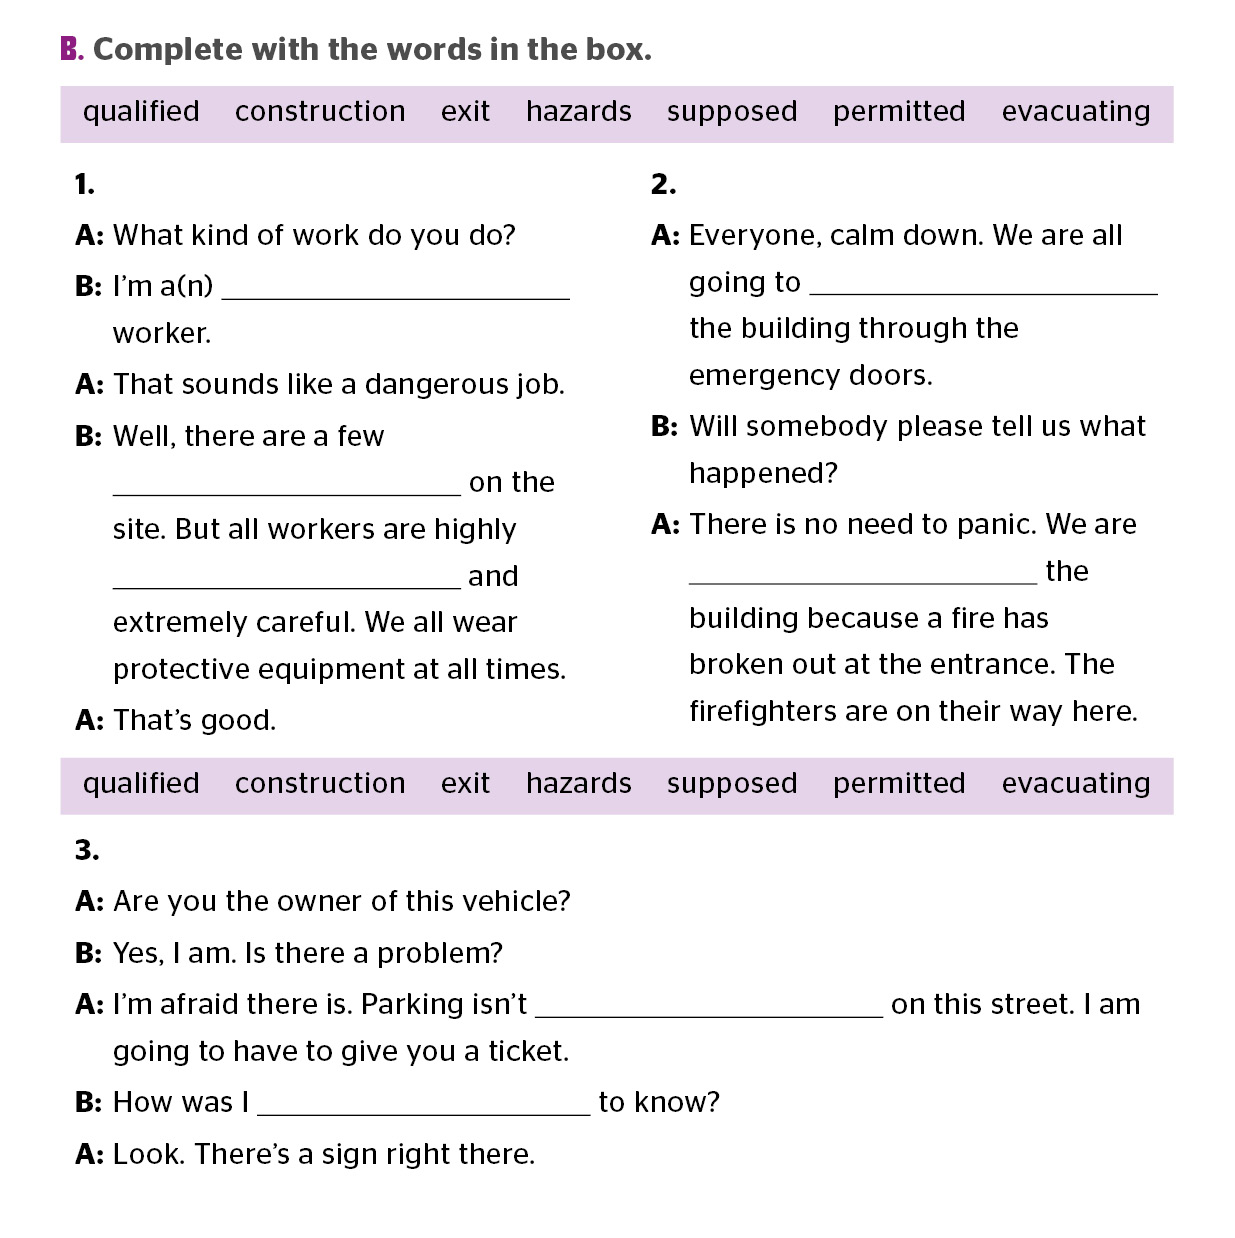 B. Complete with the words in the box.
qualified construction exit hazards supposed permitted evacuating
1.
A: What kind of work do you do?
B: I’m a(n) ______________________
worker.
A: That sounds like a dangerous job.
B: Well, there are a few
______________________ on the
site. But all workers are highly
______________________ and
extremely careful. We all wear
protective equipment at all times.
A: That’s good.
2.
A: Everyone, calm down. We are all
going to ______________________
the building through the
emergency doors.
B: Will somebody please tell us what
happened?
A: There is no need to panic. We are
______________________ the
building because a fire has
broken out at the entrance. The
firefighters are on their way here.
qualified construction exit hazards supposed permitted evacuating
3.
A: Are you the owner of this vehicle?
B: Yes, I am. Is there a problem?
A: I’m afraid there is. Parking isn’t ______________________ on this street. I am
going to have to give you a ticket.
B: How was I _____________________ to know?
A: Look. There’s a sign right there.